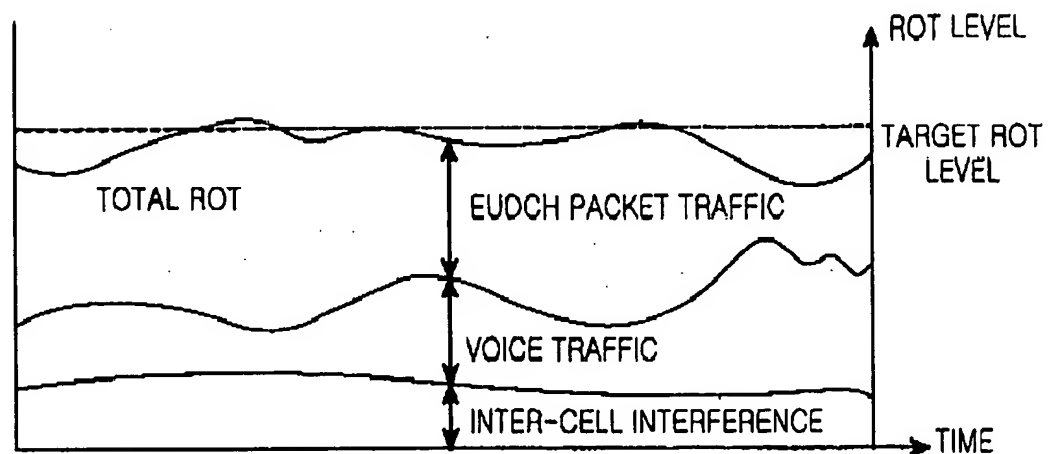 ROT LEVEL
TARGET ROT
LEVEL
TOTAL ROT
EUDCH PACKET TRAFFIC
VOICE TRAFFIC
INTER-CELL INTERFERENCE
TIME